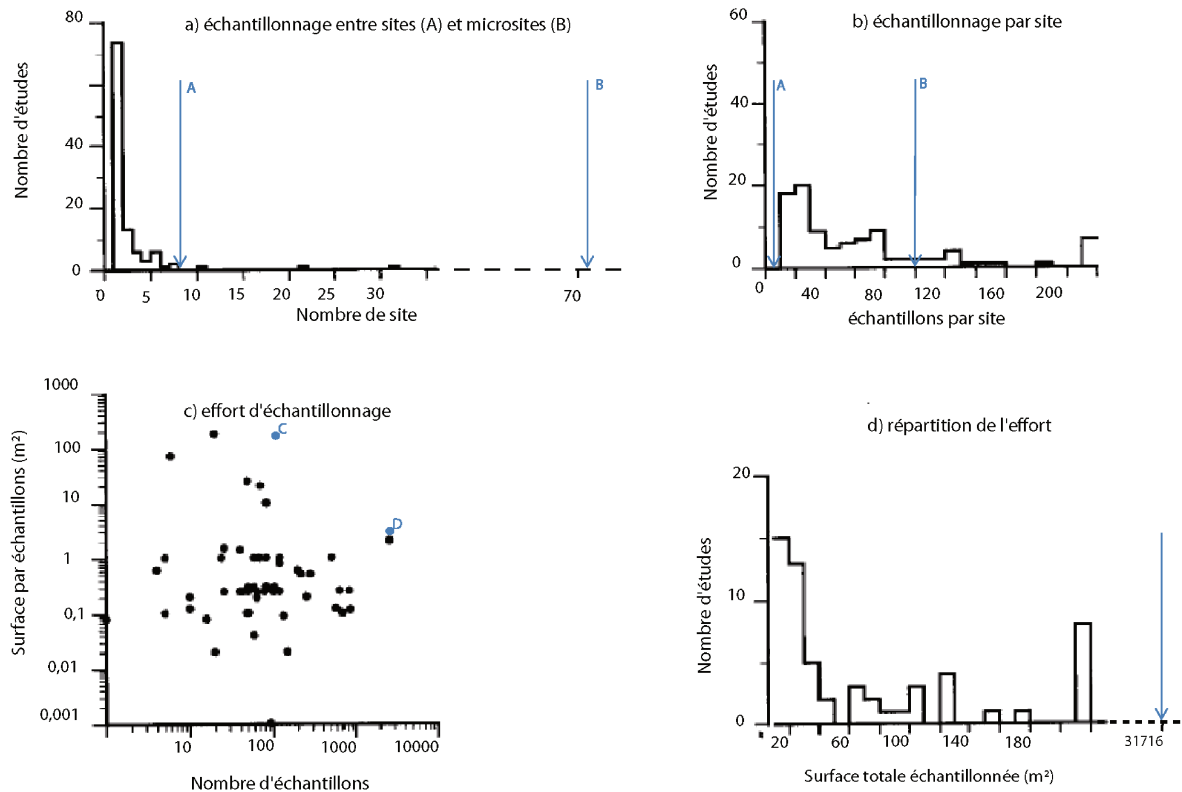 a) échantillonnage entre sites (A) et microsites (B)
Nombre d'études
80
40
20
0
A
B
0 5 10 15 20 25 30 70
Nombre de site
b) échantillonnage par site
Nombre d'études
60
40
20
0
A
B
0 40 80 120 160 200
échantillons par site
c) effort d'échantillonnage
Surface par échantillons (m²)
1000
100
10
1
0,1
0,01
0,001
C
D
10 100 1000 10000
Nombre d'échantillons
d) répartition de l'effort
Nombre d'études
20
10
0
20 60 100 140 180 31716
Surface totale échantillonnée (m²)